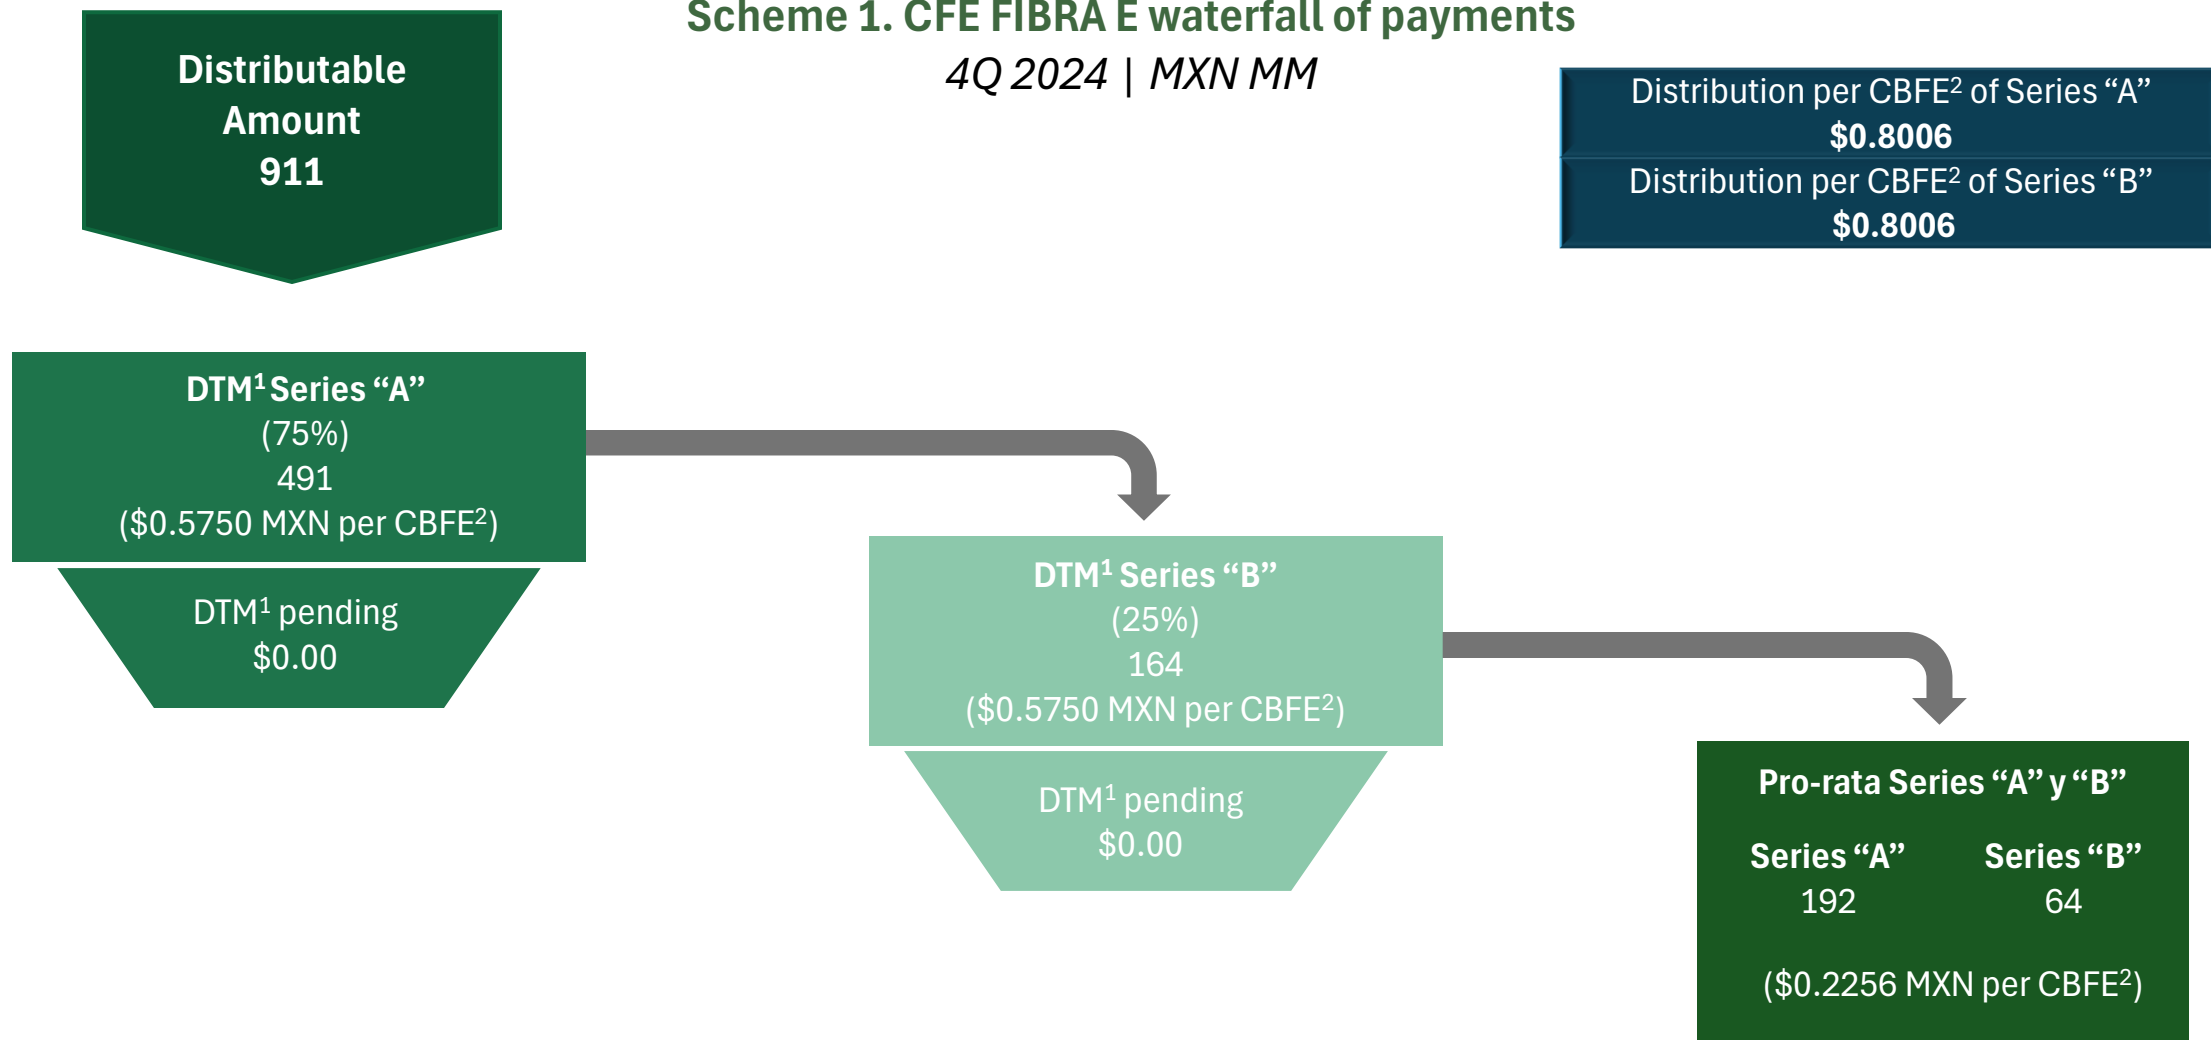 Scheme 1. CFE FIBRA E waterfall of payments
4Q 2024 | MXN MM
Distributable
Amount
911
Distribution per CBFE² of Series “A”
$0.8006
Distribution per CBFE² of Series “B”
$0.8006
DTM¹ Series “A”
(75%)
491
($0.5750 MXN per CBFE²)
DTM¹ pending
$0.00
DTM¹ Series “B”
(25%)
164
($0.5750 MXN per CBFE²)
DTM¹ pending
$0.00
Pro-rata Series “A” y “B”
Series “A” Series “B”
192 64
($0.2256 MXN per CBFE²)